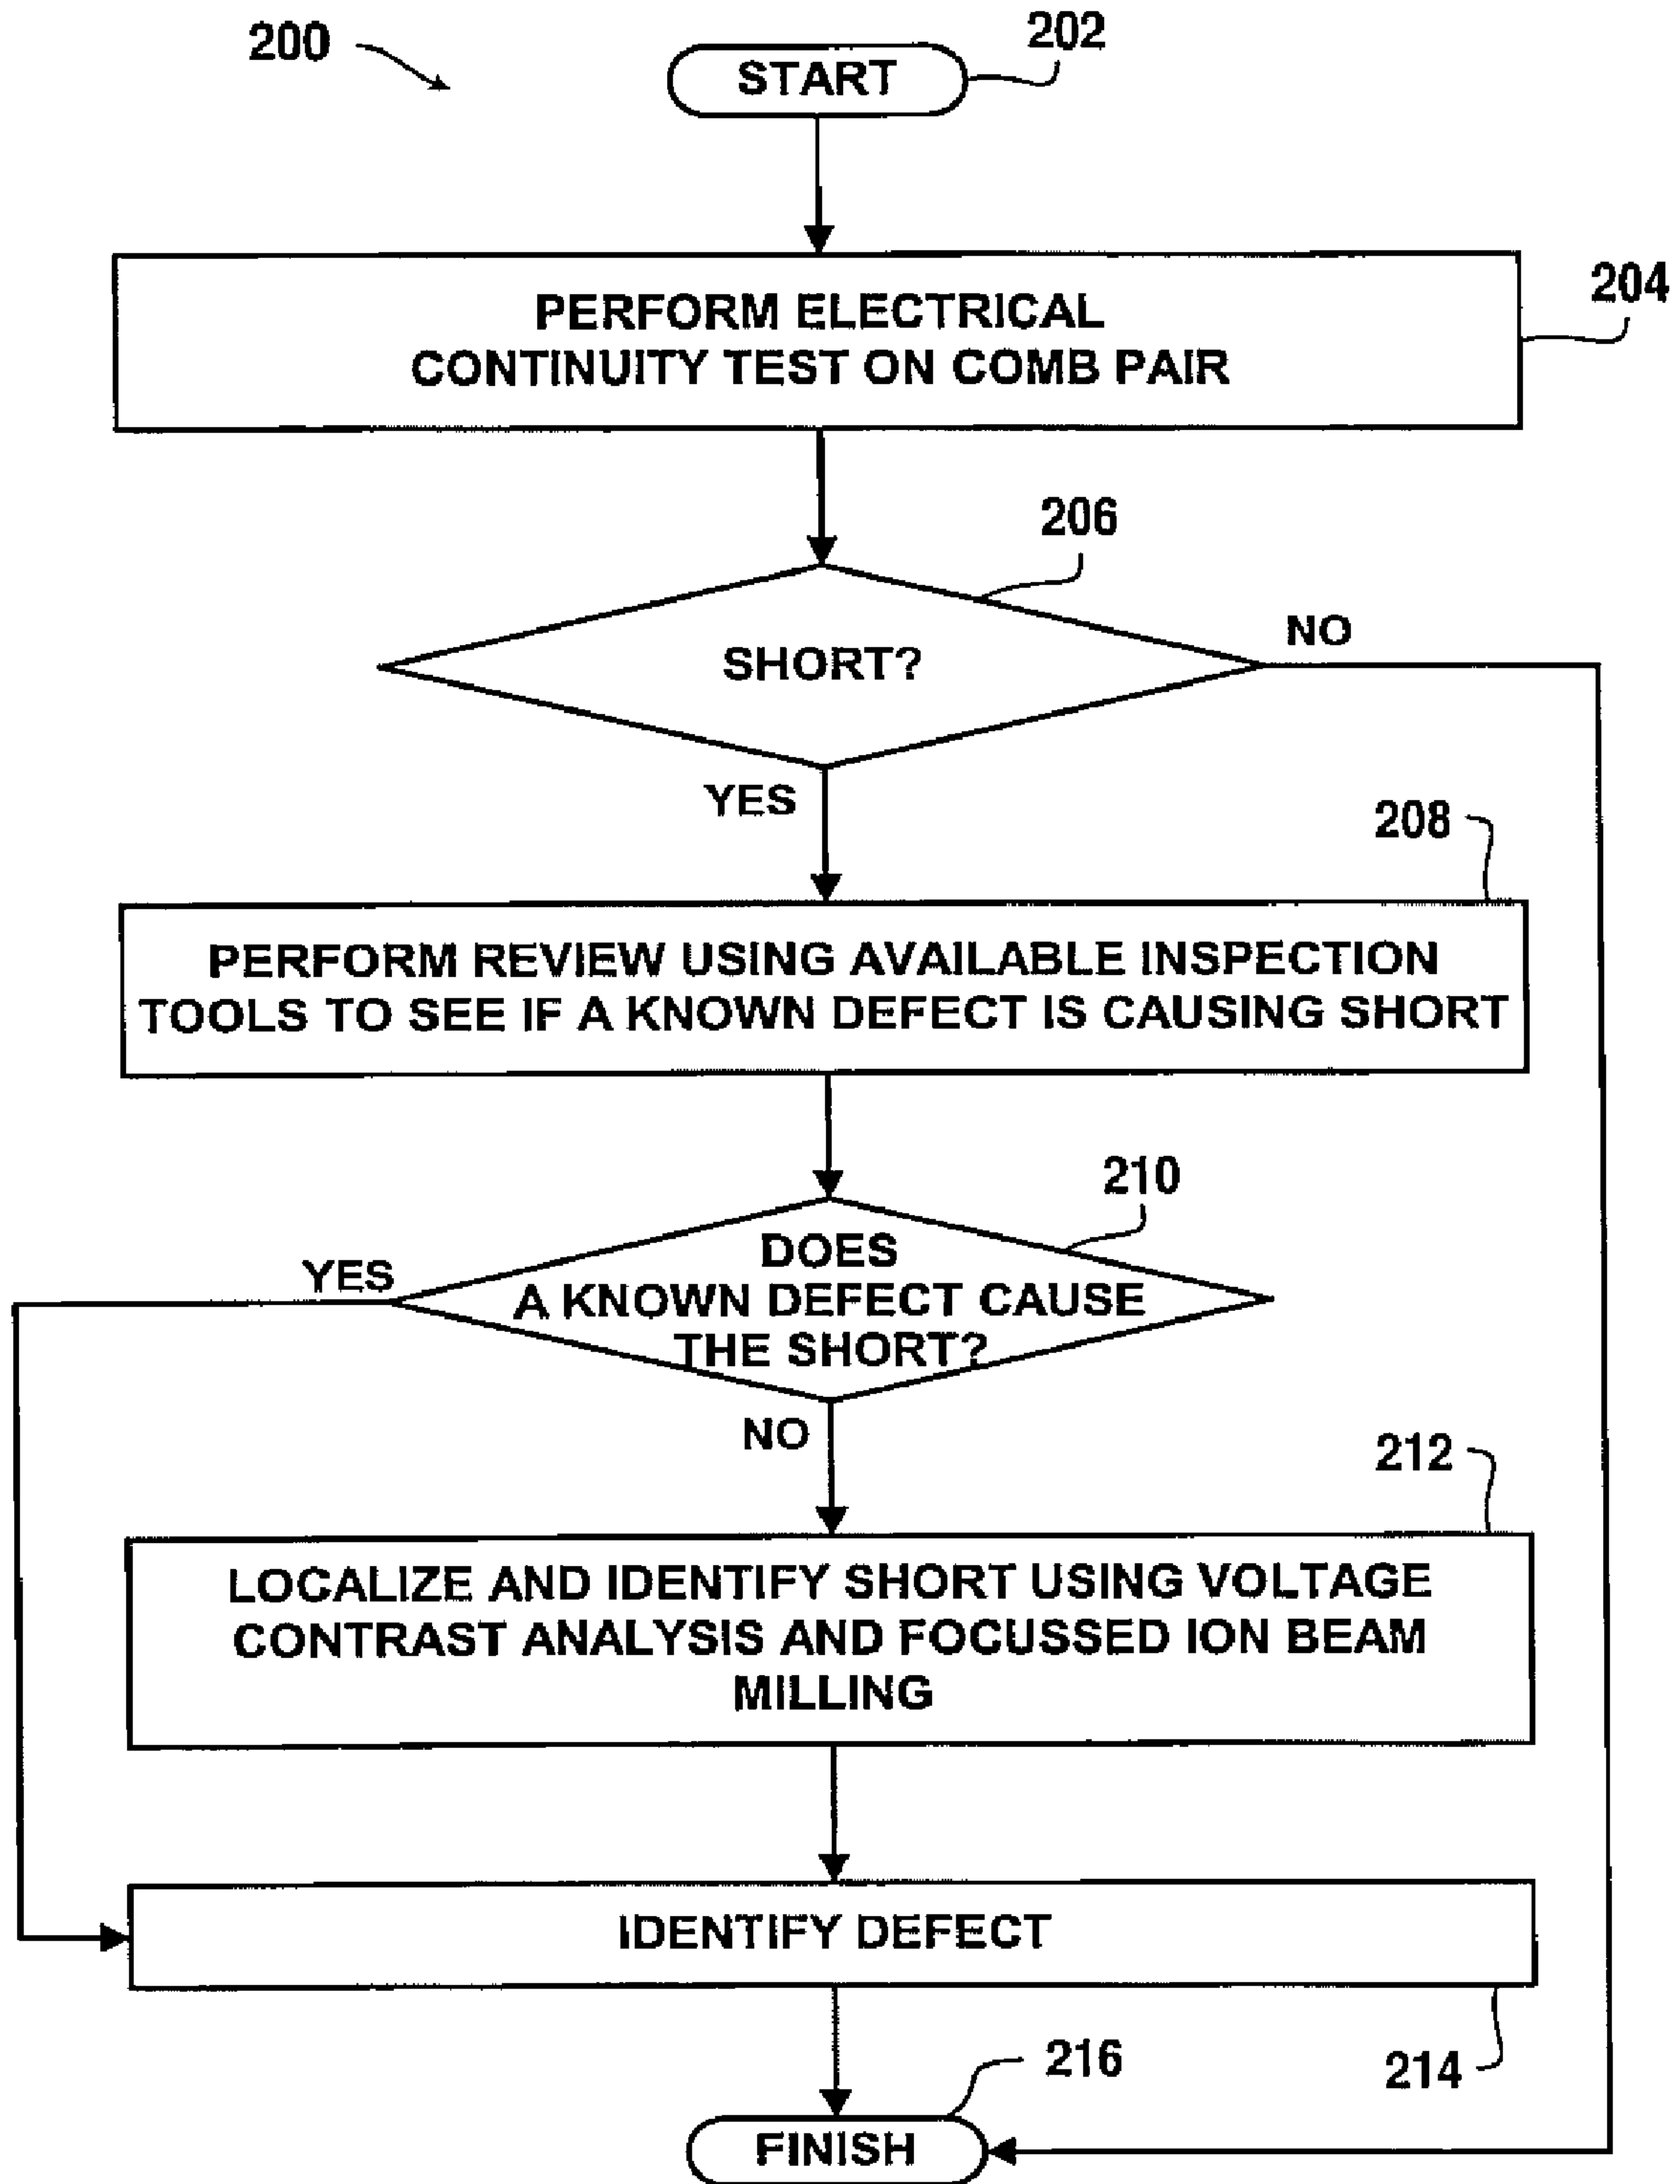 200
START
202
PERFORM ELECTRICAL
CONTINUITY TEST ON COMB PAIR
204
206
SHORT?
NO
YES
208
PERFORM REVIEW USING AVAILABLE INSPECTION
TOOLS TO SEE IF A KNOWN DEFECT IS CAUSING SHORT
210
YES
DOES
A KNOWN DEFECT CAUSE
THE SHORT?
NO
212
LOCALIZE AND IDENTIFY SHORT USING VOLTAGE
CONTRAST ANALYSIS AND FOCUSSED ION BEAM
MILLING
IDENTIFY DEFECT
214
216
FINISH